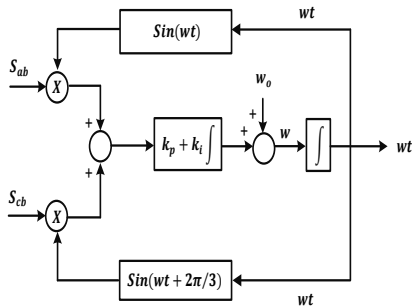 wt
Sin(wt)
S_ab
X
w_o
+
+
k_p + k_i ∫
+
w
∫
wt
+
S_cb
X
Sin(wt + 2π/3)
wt